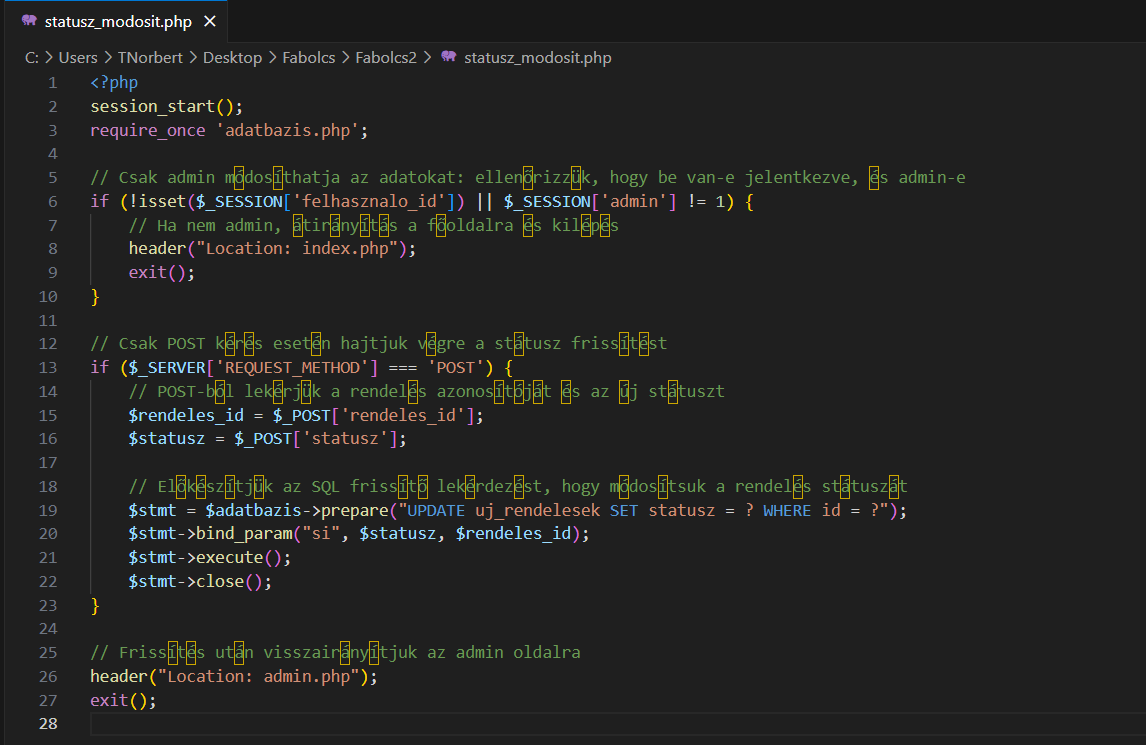 statusz_modosit.php
C: > Users > TNorbert > Desktop > Fabolcs > Fabolcs2 > statusz_modosit.php
1 <?php
2 session_start();
3 require_once 'adatbazis.php';
4
5 // Csak admin módosíthatja az adatokat: ellenőrizzük, hogy be van-e jelentkezve, és admin-e
6 if (!isset($_SESSION['felhasznalo_id']) || $_SESSION['admin'] != 1) {
7     // Ha nem admin, átirányítás a főoldalra és kilépés
8     header("Location: index.php");
9     exit();
10 }
11
12 // Csak POST kérés esetén hajtjuk végre a státusz frissítést
13 if ($_SERVER['REQUEST_METHOD'] === 'POST') {
14     // POST-ból lekérjük a rendelés azonosítóját és az új státuszt
15     $rendeles_id = $_POST['rendeles_id'];
16     $statusz = $_POST['statusz'];
17
18     // Előkészítjük az SQL frissítő lekérdezést, hogy módosítsuk a rendelés státuszát
19     $stmt = $adatbazis->prepare("UPDATE uj_rendelesek SET statusz = ? WHERE id = ?");
20     $stmt->bind_param("si", $statusz, $rendeles_id);
21     $stmt->execute();
22     $stmt->close();
23 }
24
25 // Frissítés után visszairányítjuk az admin oldalra
26 header("Location: admin.php");
27 exit();
28